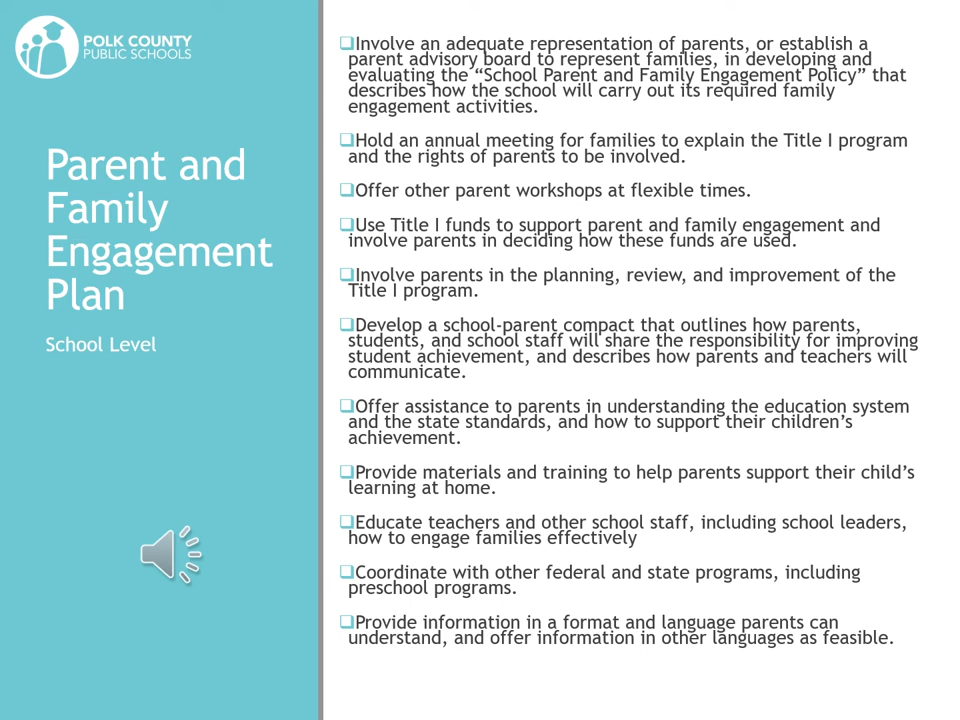 POLK COUNTY
PUBLIC SCHOOLS
Parent and
Family
Engagement
Plan
School Level
❑Involve an adequate representation of parents, or establish a
parent advisory board to represent families, in developing and
evaluating the “School Parent and Family Engagement Policy” that
describes how the school will carry out its required family
engagement activities.
❑Hold an annual meeting for families to explain the Title I program
and the rights of parents to be involved.
❑Offer other parent workshops at flexible times.
❑Use Title I funds to support parent and family engagement and
involve parents in deciding how these funds are used.
❑Involve parents in the planning, review, and improvement of the
Title I program.
❑Develop a school-parent compact that outlines how parents,
students, and school staff will share the responsibility for improving
student achievement, and describes how parents and teachers will
communicate.
❑Offer assistance to parents in understanding the education system
and the state standards, and how to support their children’s
achievement.
❑Provide materials and training to help parents support their child’s
learning at home.
❑Educate teachers and other school staff, including school leaders,
how to engage families effectively
❑Coordinate with other federal and state programs, including
preschool programs.
❑Provide information in a format and language parents can
understand, and offer information in other languages as feasible.